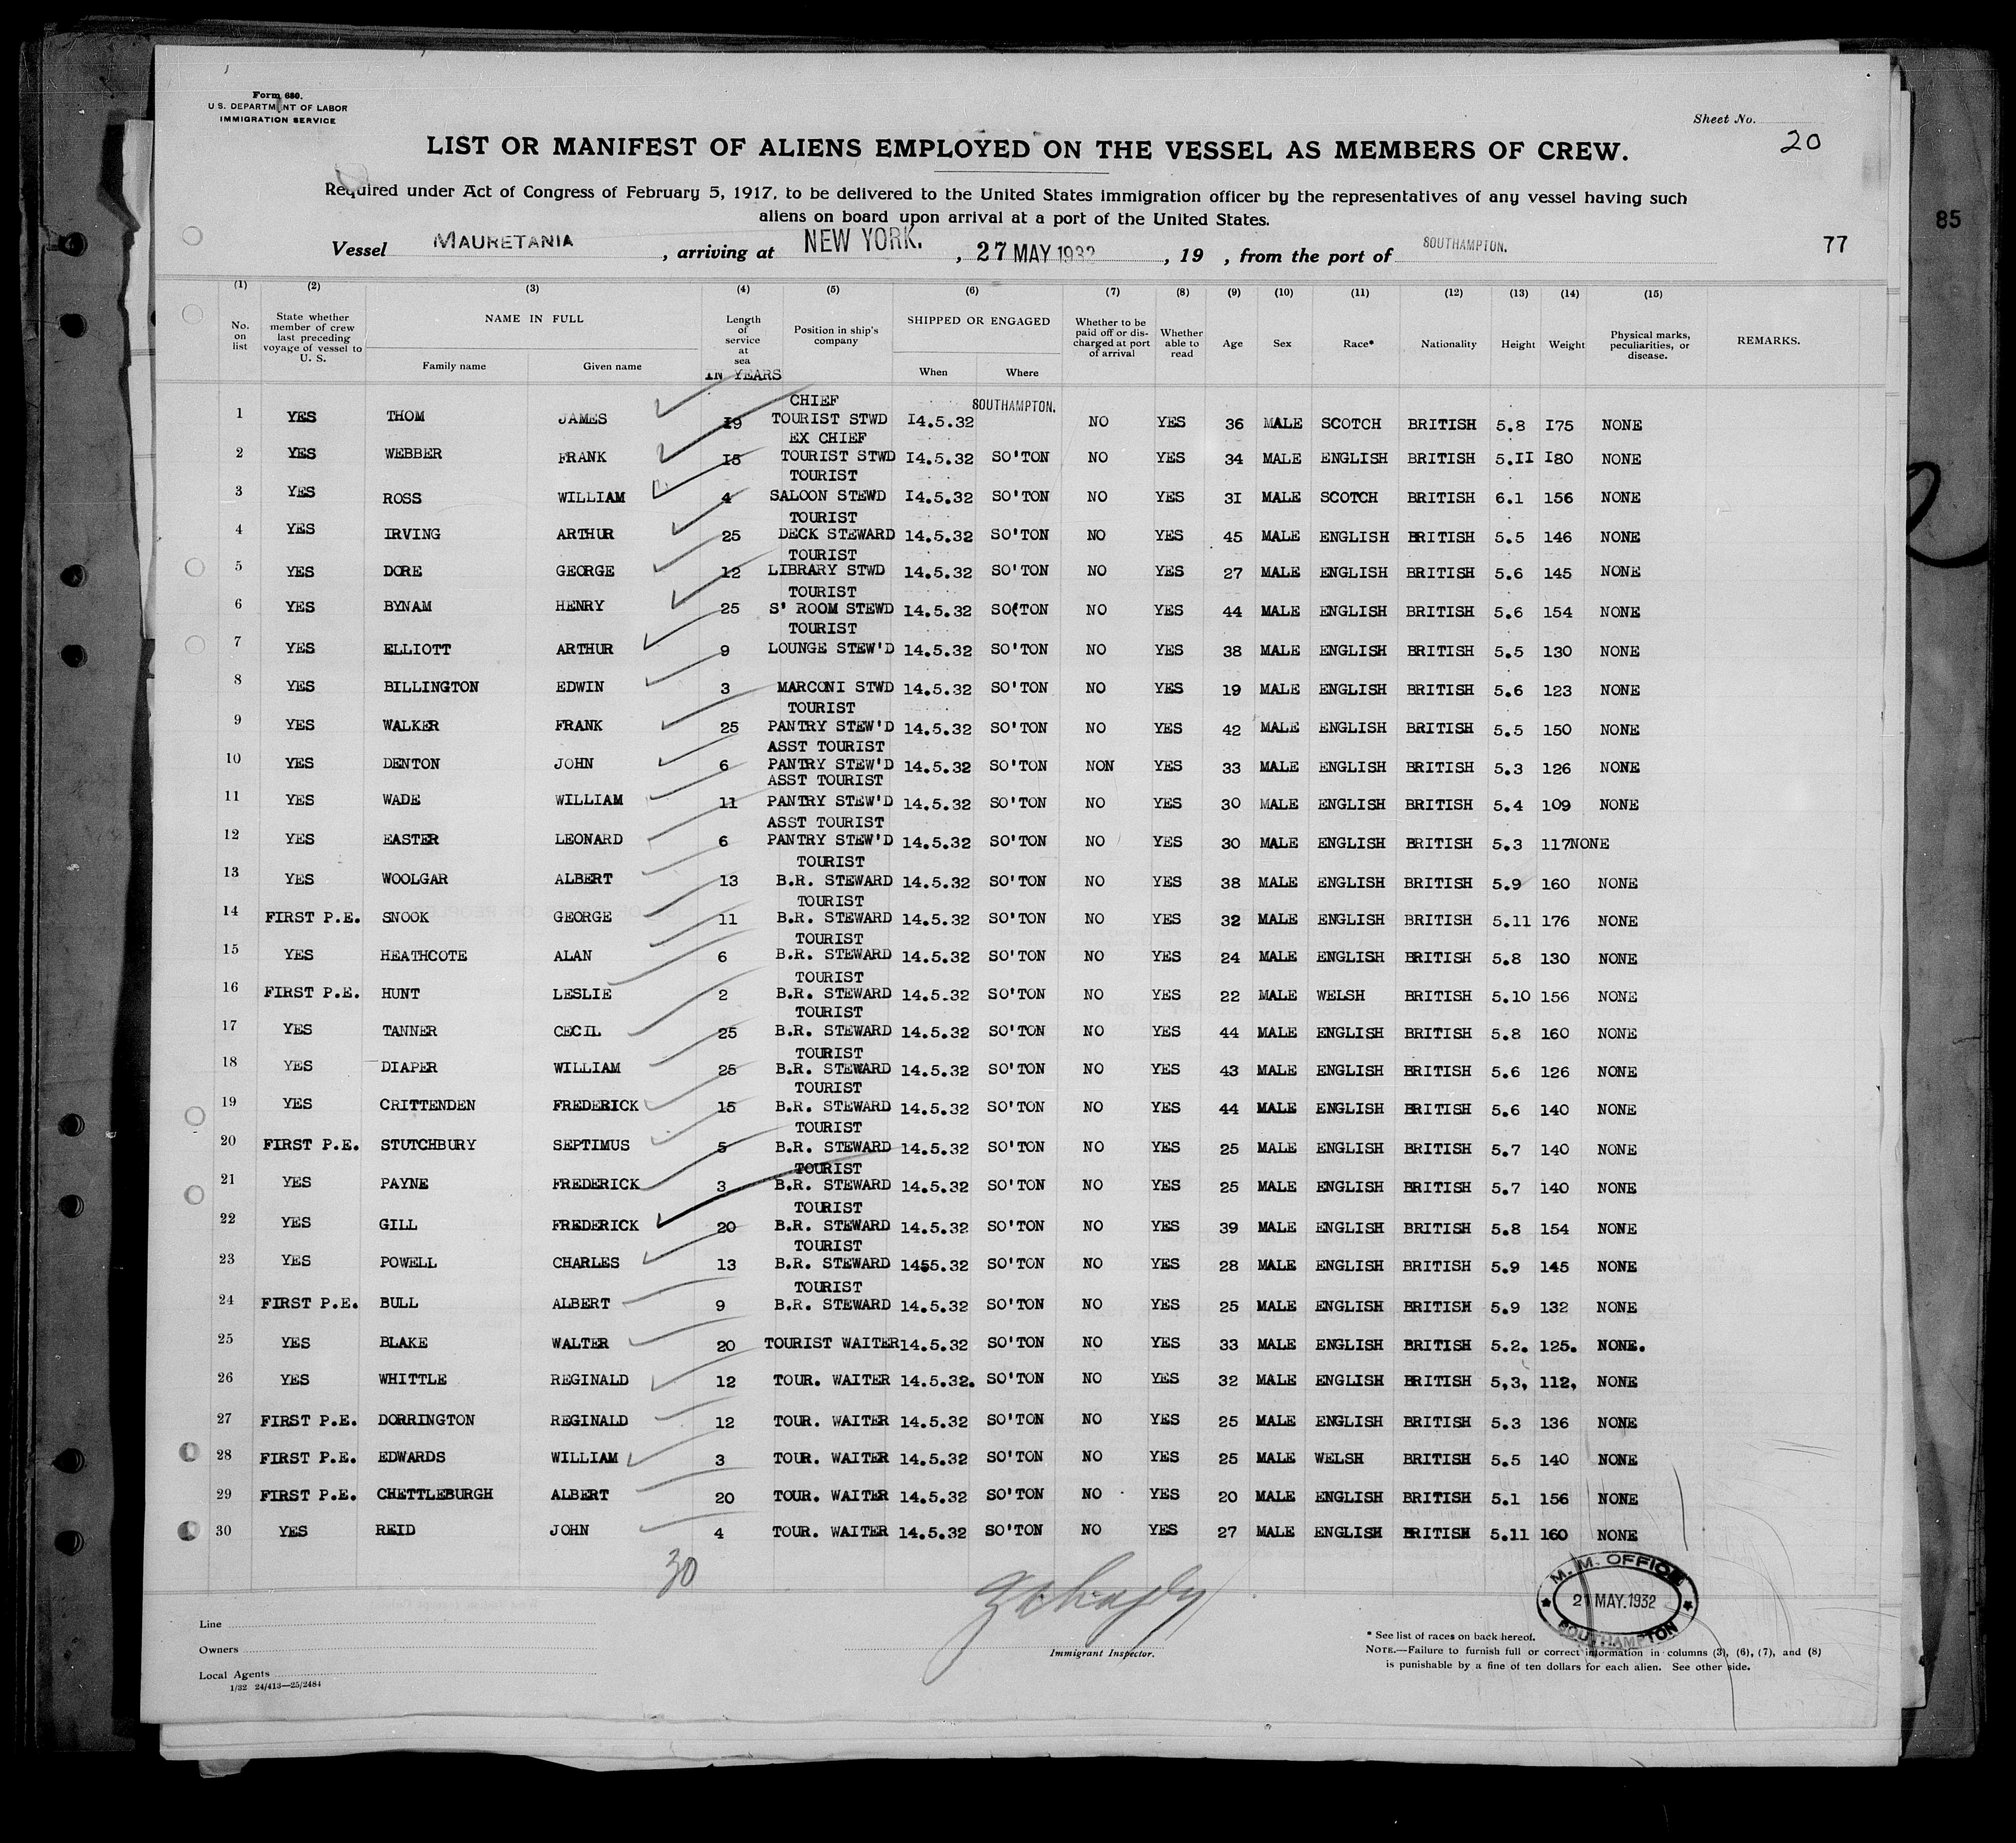 Form 680.
U.S. DEPARTMENT OF LABOR
IMMIGRATION SERVICE
Sheet No. 20
LIST OR MANIFEST OF ALIENS EMPLOYED ON THE VESSEL AS MEMBERS OF CREW.
Required under Act of Congress of February 5, 1917, to be delivered to the United States immigration officer by the representatives of any vessel having such
aliens on board upon arrival at a port of the United States.
85
Vessel MAURETANIA, arriving at NEW YORK., 27 MAY 1932, 19 , from the port of SOUTHAMPTON. 77
(1) (2) (3) (4) (5) (6) (7) (8) (9) (10) (11) (12) (13) (14) (15)
No. on list State whether member of crew last preceding voyage of vessel to U. S. NAME IN FULL Family name Given name Length of service at sea IN YEARS Position in ship's company SHIPPED OR ENGAGED When Where Whether to be paid off or discharged at port of arrival Whether able to read Age Sex Race* Nationality Height Weight Physical marks, peculiarities, or disease. REMARKS.
1 YES THOM JAMES 19 CHIEF TOURIST STWD I4.5.32 SOUTHAMPTON. NO YES 36 MALE SCOTCH BRITISH 5.8 I75 NONE
2 YES WEBBER FRANK 15 EX CHIEF TOURIST STWD I4.5.32 SO'TON NO YES 34 MALE ENGLISH BRITISH 5.II I80 NONE
3 YES ROSS WILLIAM 4 TOURIST SALOON STEWD I4.5.32 SO'TON NO YES 3I MALE SCOTCH BRITISH 6.1 156 NONE
4 YES IRVING ARTHUR 25 TOURIST DECK STEWARD 14.5.32 SO'TON NO YES 45 MALE ENGLISH BRITISH 5.5 146 NONE
5 YES DORE GEORGE 12 TOURIST LIBRARY STWD 14.5.32 SO'TON NO YES 27 MALE ENGLISH BRITISH 5.6 145 NONE
6 YES BYNAM HENRY 25 TOURIST S' ROOM STEWD 14.5.32 SO(TON NO YES 44 MALE ENGLISH BRITISH 5.6 154 NONE
7 YES ELLIOTT ARTHUR 9 TOURIST LOUNGE STEW'D 14.5.32 SO'TON NO YES 38 MALE ENGLISH BRITISH 5.5 130 NONE
8 YES BILLINGTON EDWIN 3 MARCONI STWD 14.5.32 SO'TON NO YES 19 MALE ENGLISH BRITISH 5.6 123 NONE
9 YES WALKER FRANK 25 TOURIST PANTRY STEW'D 14.5.32 SO'TON NO YES 42 MALE ENGLISH BRITISH 5.5 150 NONE
10 YES DENTON JOHN 6 ASST TOURIST PANTRY STEW'D 14.5.32 SO'TON NON YES 33 MALE ENGLISH BRITISH 5.3 126 NONE
11 YES WADE WILLIAM 11 ASST TOURIST PANTRY STEW'D 14.5.32 SO'TON NO YES 30 MALE ENGLISH BRITISH 5.4 109 NONE
12 YES EASTER LEONARD 6 ASST TOURIST PANTRY STEW'D 14.5.32 SO'TON NO YES 30 MALE ENGLISH BRITISH 5.3 117NONE
13 YES WOOLGAR ALBERT 13 TOURIST B.R. STEWARD 14.5.32 SO'TON NO YES 38 MALE ENGLISH BRITISH 5.9 160 NONE
14 FIRST P.E. SNOOK GEORGE 11 TOURIST B.R. STEWARD 14.5.32 SO'TON NO YES 32 MALE ENGLISH BRITISH 5.11 176 NONE
15 YES HEATHCOTE ALAN 6 TOURIST B.R. STEWARD 14.5.32 SO'TON NO YES 24 MALE ENGLISH BRITISH 5.8 130 NONE
16 FIRST P.E. HUNT LESLIE 2 TOURIST B.R. STEWARD 14.5.32 SO'TON NO YES 22 MALE WELSH BRITISH 5.10 156 NONE
17 YES TANNER CECIL 25 TOURIST B.R. STEWARD 14.5.32 SO'TON NO YES 44 MALE ENGLISH BRITISH 5.8 160 NONE
18 YES DIAPER WILLIAM 25 TOURIST B.R. STEWARD 14.5.32 SO'TON NO YES 43 MALE ENGLISH BRITISH 5.6 126 NONE
19 YES CRITTENDEN FREDERICK 15 TOURIST B.R. STEWARD 14.5.32 SO'TON NO YES 44 MALE ENGLISH BRITISH 5.6 140 NONE
20 FIRST P.E. STUTCHBURY SEPTIMUS 5 TOURIST B.R. STEWARD 14.5.32 SO'TON NO YES 25 MALE ENGLISH BRITISH 5.7 140 NONE
21 YES PAYNE FREDERICK 3 TOURIST B.R. STEWARD 14.5.32 SO'TON NO YES 25 MALE ENGLISH BRITISH 5.7 140 NONE
22 YES GILL FREDERICK 20 TOURIST B.R. STEWARD 14.5.32 SO'TON NO YES 39 MALE ENGLISH BRITISH 5.8 154 NONE
23 YES POWELL CHARLES 13 TOURIST B.R. STEWARD 1455.32 SO'TON NO YES 28 MALE ENGLISH BRITISH 5.9 145 NONE
24 FIRST P.E. BULL ALBERT 9 TOURIST B.R. STEWARD 14.5.32 SO'TON NO YES 25 MALE ENGLISH BRITISH 5.9 132 NONE
25 YES BLAKE WALTER 20 TOURIST WAITER14.5.32 SO'TON NO YES 33 MALE ENGLISH BRITISH 5.2. 125. NONE.
26 YES WHITTLE REGINALD 12 TOUR. WAITER 14.5.32. SO'TON NO YES 32 MALE ENGLISH BRITISH 5,3, 112, NONE
27 FIRST P.E. DORRINGTON REGINALD 12 TOUR. WAITER 14.5.32 SO'TON NO YES 25 MALE ENGLISH BRITISH 5.3 136 NONE
28 FIRST P.E. EDWARDS WILLIAM 3 TOUR. WAITER 14.5.32 SO'TON NO YES 25 MALE WELSH BRITISH 5.5 140 NONE
29 FIRST P.E. CHETTLEBURGH ALBERT 20 TOUR. WAITER 14.5.32 SO'TON NO YES 20 MALE ENGLISH BRITISH 5.1 156 NONE
30 YES REID JOHN 4 TOUR. WAITER 14.5.32 SO'TON NO YES 27 MALE ENGLISH BRITISH 5.11 160 NONE
30
M. M. OFFICE
21 MAY.1932
SOUTHAMPTON
Line
Owners
Local Agents
1/32 24/413—25/2484
Immigrant Inspector.
* See list of races on back hereof.
NOTE.—Failure to furnish full or correct information in columns (3), (6), (7), and (8)
is punishable by a fine of ten dollars for each alien. See other side.